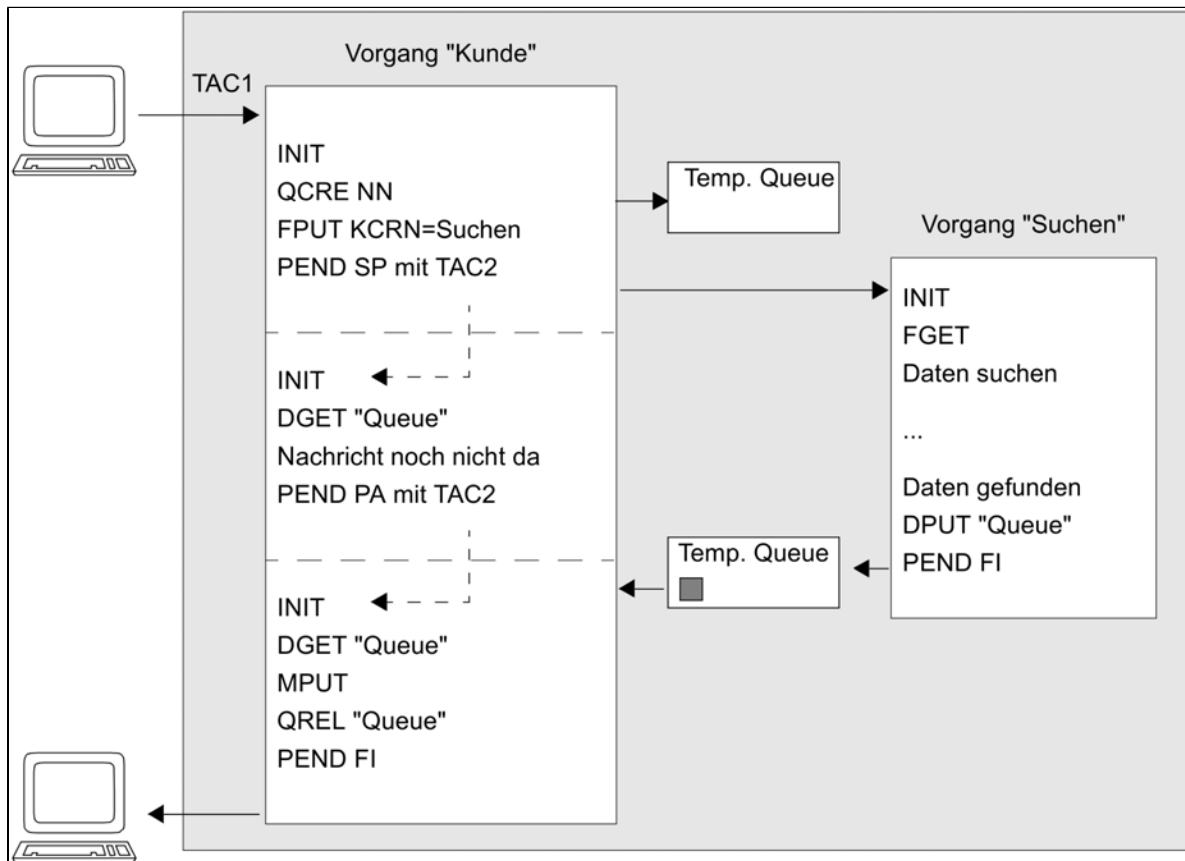 Vorgang "Kunde"
TAC1
INIT
QCRE NN
FPUT KCRN=Suchen
PEND SP mit TAC2
Temp. Queue
Vorgang "Suchen"
INIT
FGET
Daten suchen
...
Daten gefunden
DPUT "Queue"
PEND FI
INIT
DGET "Queue"
Nachricht noch nicht da
PEND PA mit TAC2
Temp. Queue
INIT
DGET "Queue"
MPUT
QREL "Queue"
PEND FI